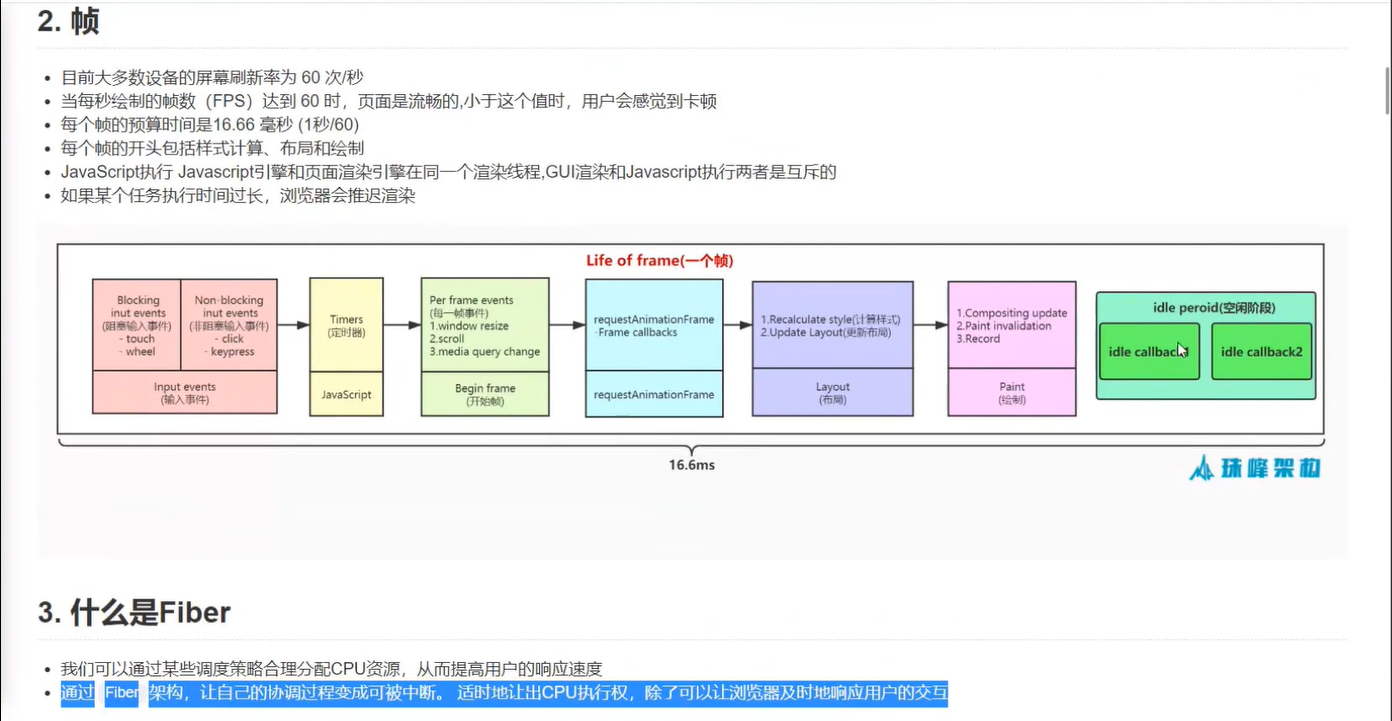 2. 帧
目前大多数设备的屏幕刷新率为 60 次/秒
当每秒绘制的帧数（FPS）达到 60 时，页面是流畅的,小于这个值时，用户会感觉到卡顿
每个帧的预算时间是16.66 毫秒 (1秒/60)
每个帧的开头包括样式计算、布局和绘制
JavaScript执行 Javascript引擎和页面渲染引擎在同一个渲染线程,GUI渲染和Javascript执行两者是互斥的
如果某个任务执行时间过长，浏览器会推迟渲染
Life of frame(一个帧)
Blocking
inut events
(阻塞输入事件)
- touch
- wheel
Non-blocking
inut events
(非阻塞输入事件)
- click
- keypress
Input events
(输入事件)
Timers
(定时器)
JavaScript
Per frame events
(每一帧事件)
1.window resize
2.scroll
3.media query change
Begin frame
(开始帧)
requestAnimationFrame
-Frame callbacks
requestAnimationFrame
1.Recalculate style(计算样式)
2.Update Layout(更新布局)
Layout
(布局)
1.Compositing update
2.Paint invalidation
3.Record
Paint
(绘制)
idle peroid(空闲阶段)
idle callback1
idle callback2
16.6ms
珠峰架构
3. 什么是Fiber
我们可以通过某些调度策略合理分配CPU资源，从而提高用户的响应速度
通过 Fiber 架构，让自己的协调过程变成可被中断。 适时地让出CPU执行权，除了可以让浏览器及时地响应用户的交互